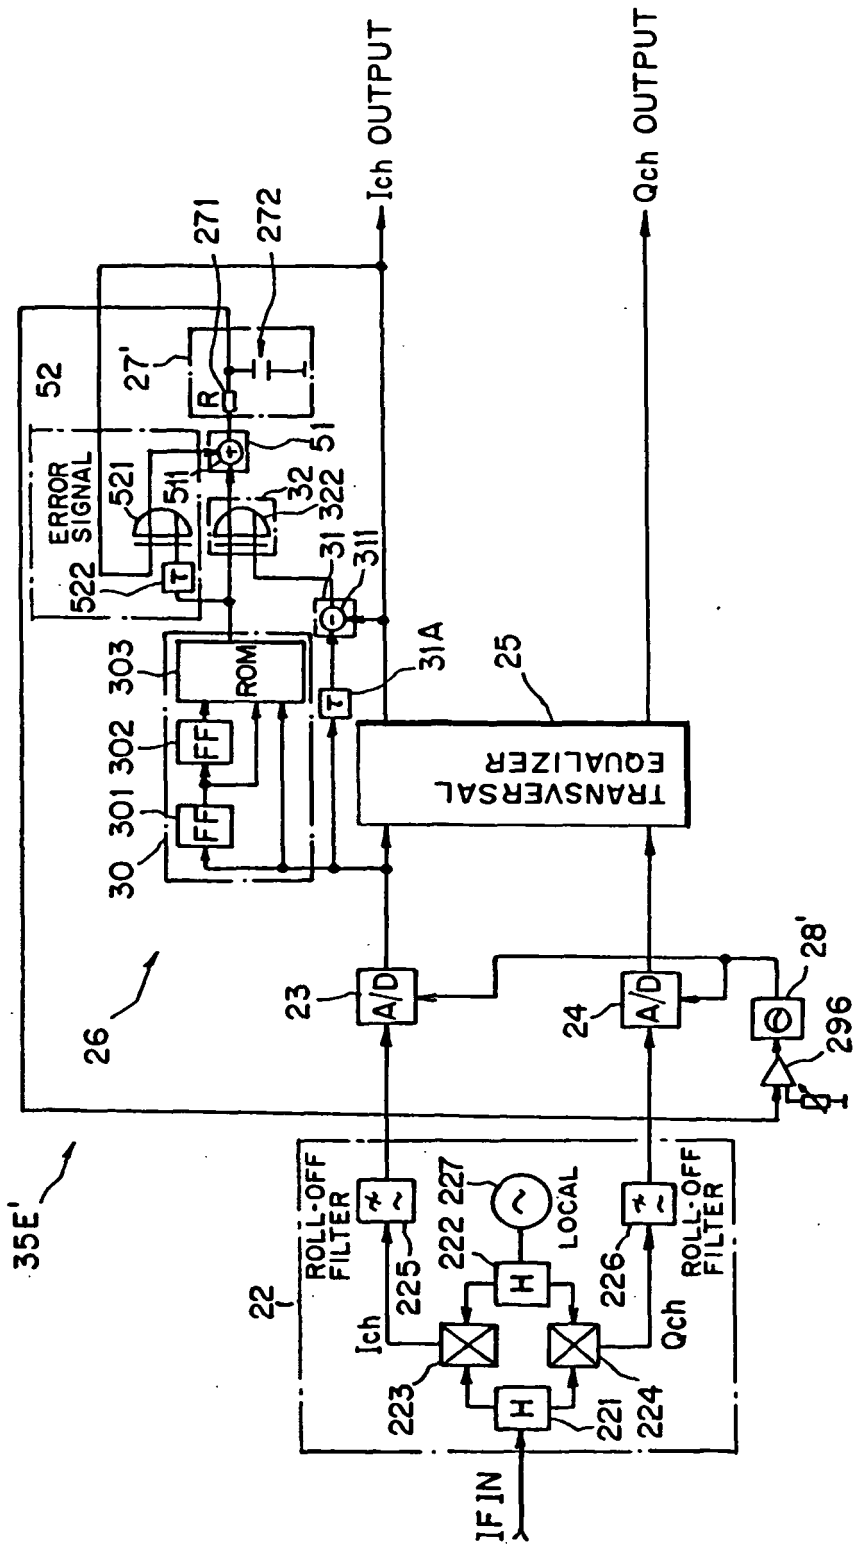 35E'
26
52
ERROR
SIGNAL
522
τ
521
511
51
27'
R
271
272
30
301
FF
302
FF
303
ROM
32
322
31
311
31A
τ
Ich OUTPUT
22
ROLL-OFF
FILTER
225
Ich
223
H
222
227
LOCAL
IF IN
H
221
224
Qch
226
ROLL-OFF
FILTER
23
A/D
24
A/D
28'
296
25
TRANSVERSAL
EQUALIZER
Qch OUTPUT